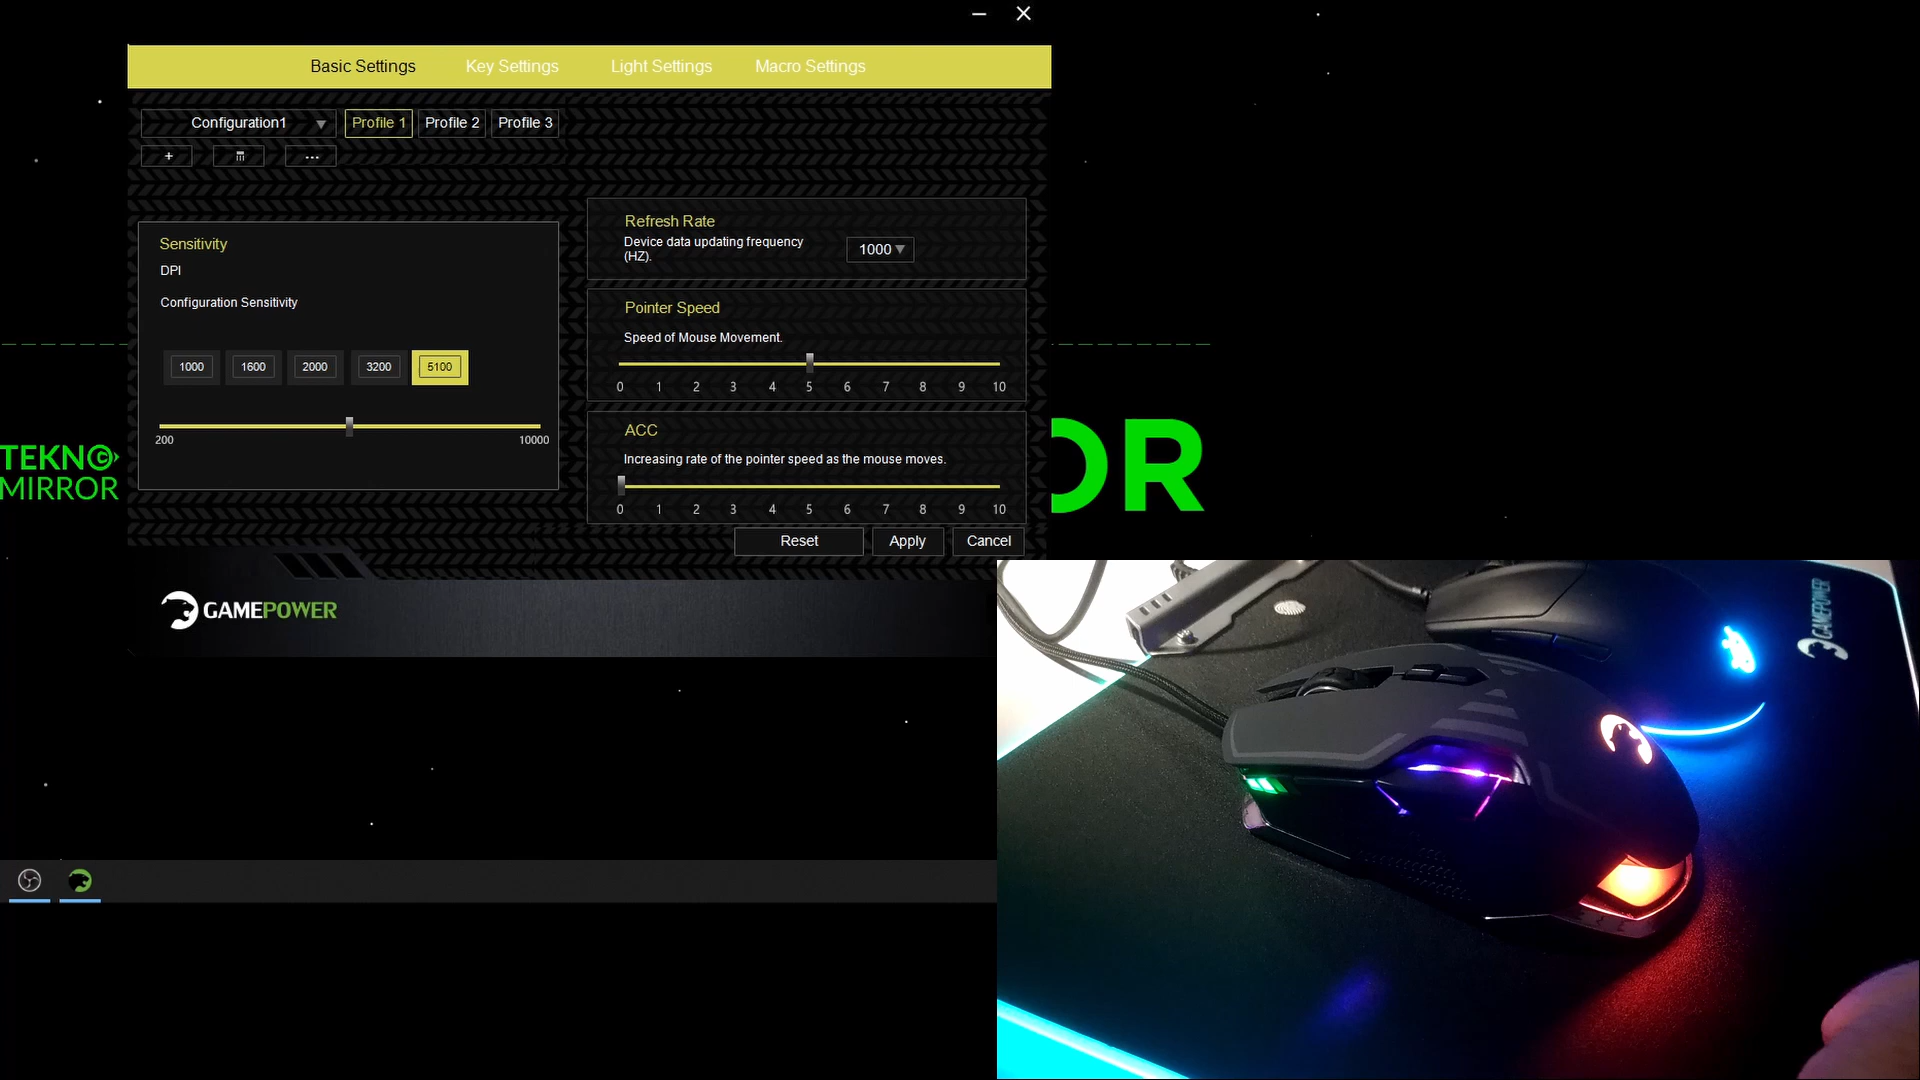 Basic Settings Key Settings Light Settings Macro Settings
Configuration1 Profile 1 Profile 2 Profile 3
+ ...
Sensitivity
DPI
Configuration Sensitivity
1000 1600 2000 3200 5100
200 10000
Refresh Rate
Device data updating frequency
(HZ).
1000
Pointer Speed
Speed of Mouse Movement.
0 1 2 3 4 5 6 7 8 9 10
ACC
Increasing rate of the pointer speed as the mouse moves.
0 1 2 3 4 5 6 7 8 9 10
Reset Apply Cancel
TEKNO
MIRROR
OR
GAMEPOWER
GAMEPOWER